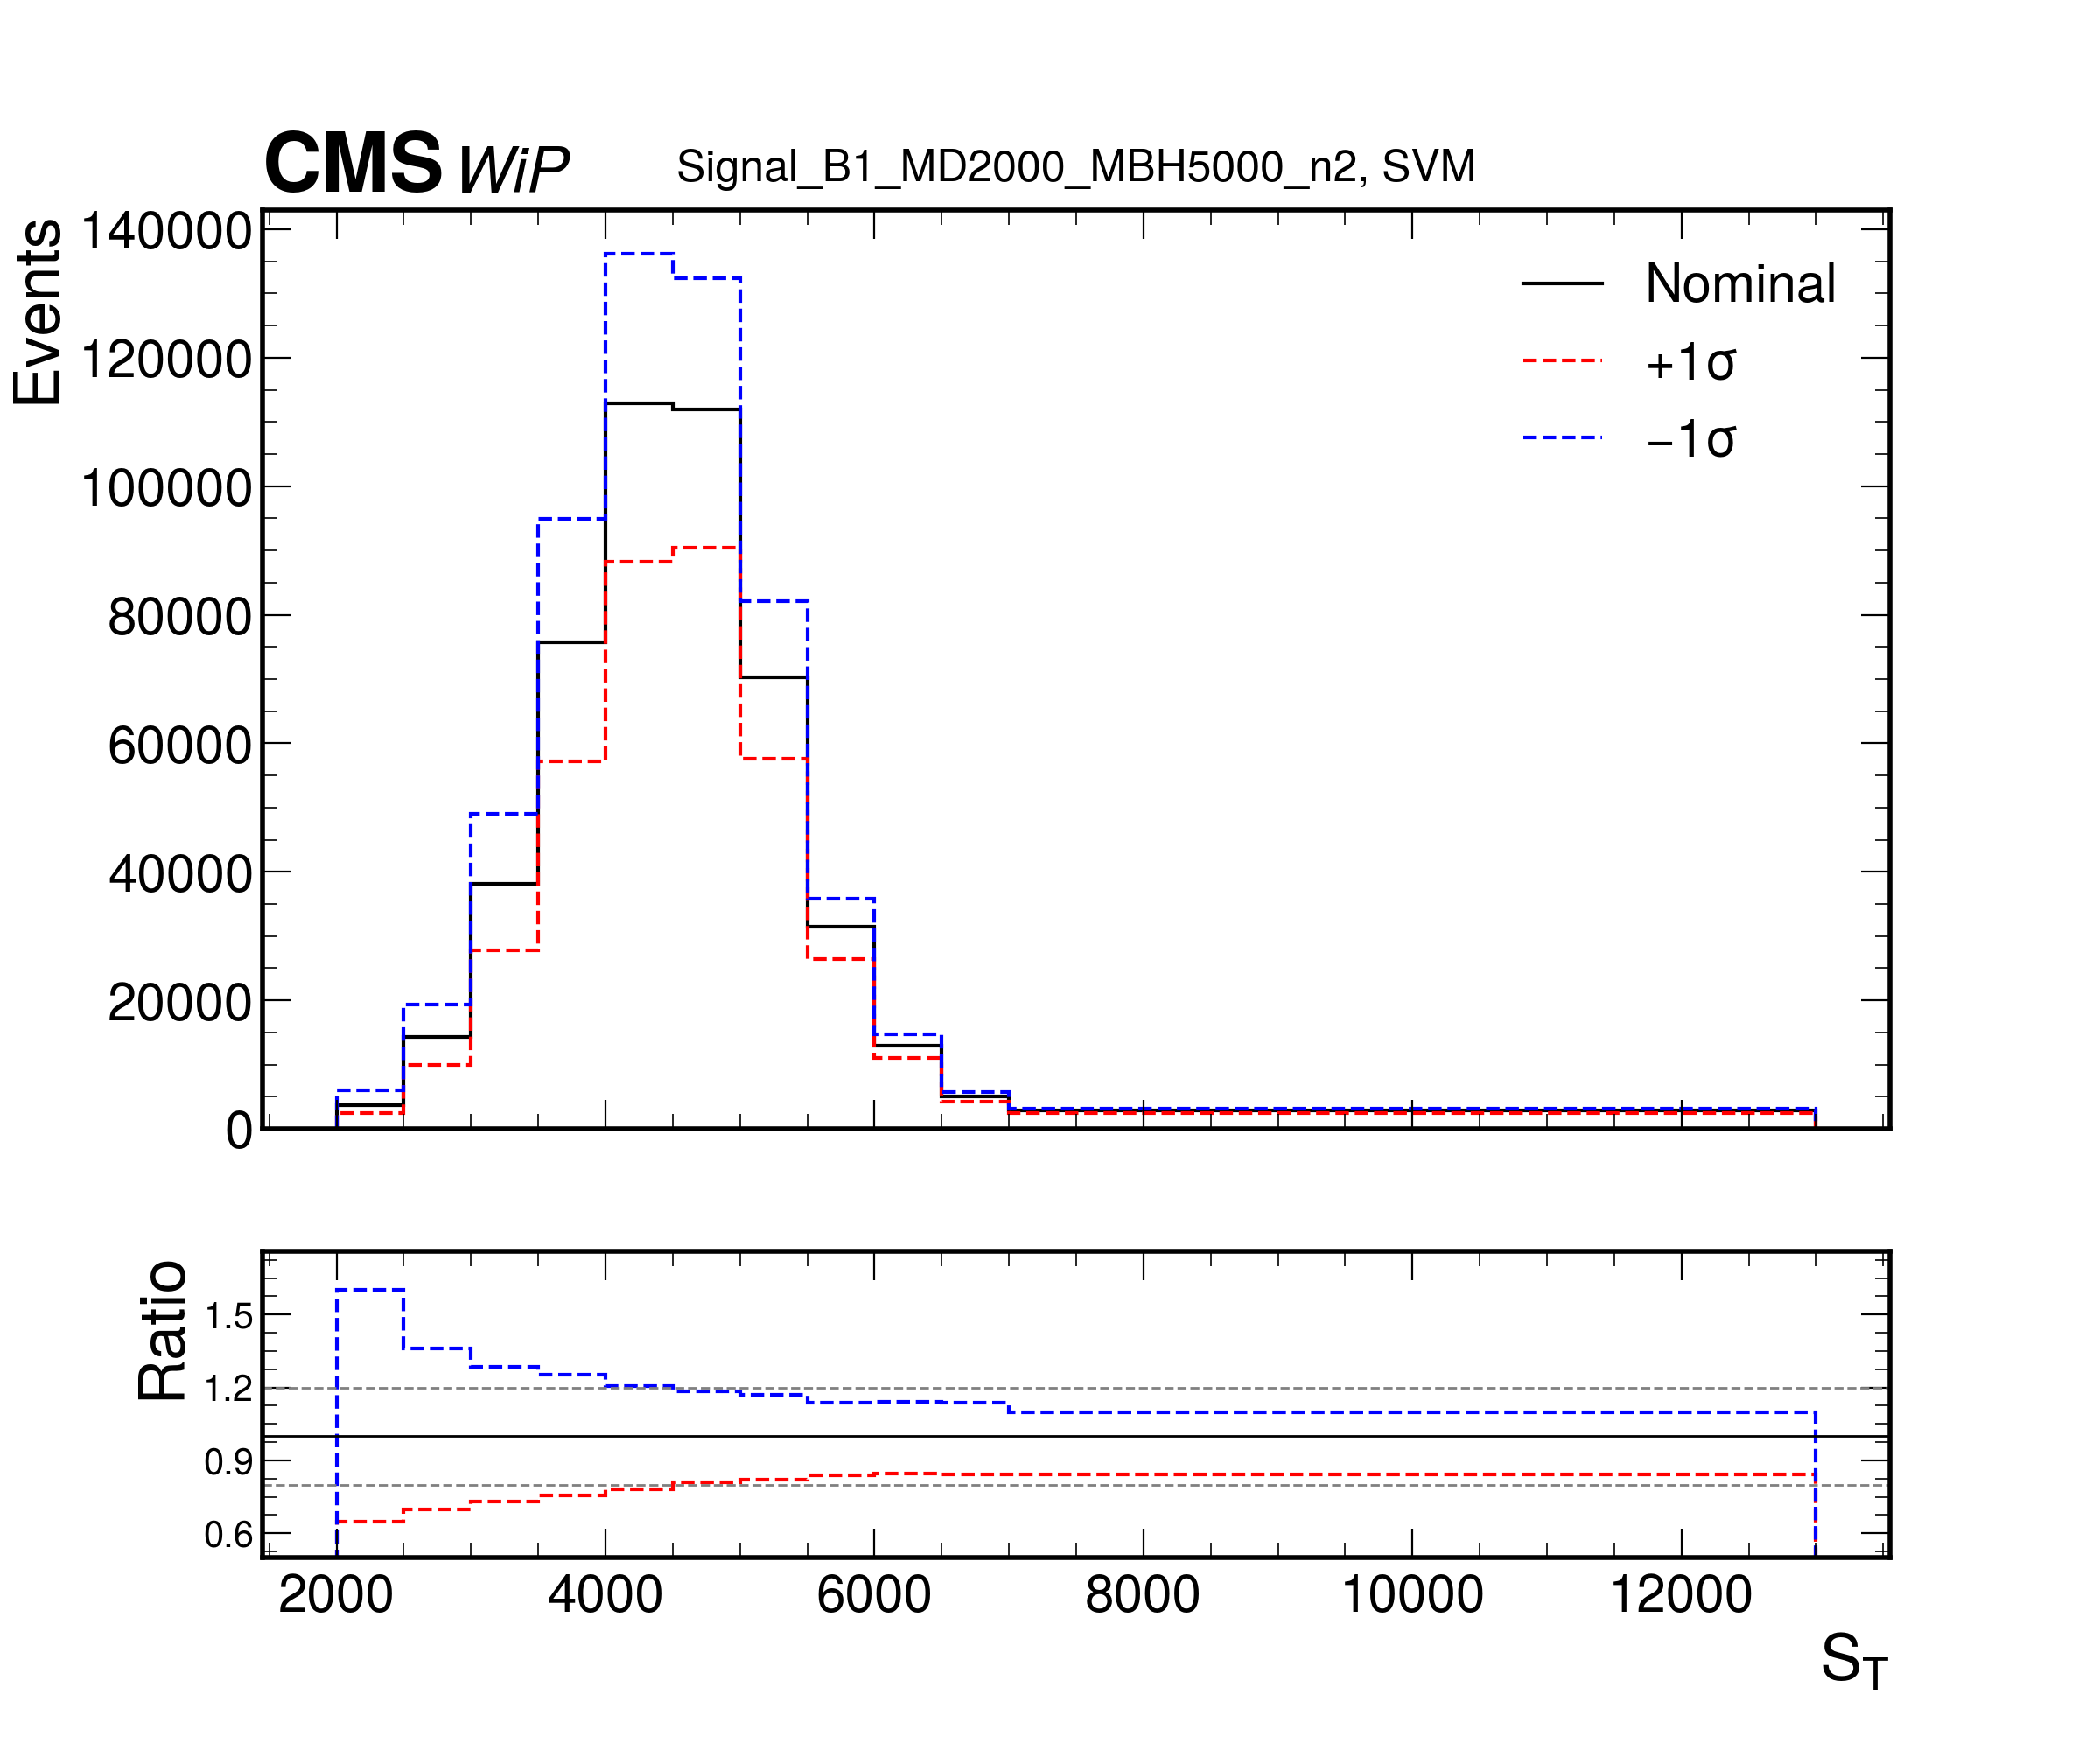 CMS WiP
Signal_B1_MD2000_MBH5000_n2, SVM
Events
140000
120000
100000
80000
60000
40000
20000
0
Nominal
+1σ
−1σ
Ratio
1.5
1.2
0.9
0.6
2000 4000 6000 8000 10000 12000
S_T